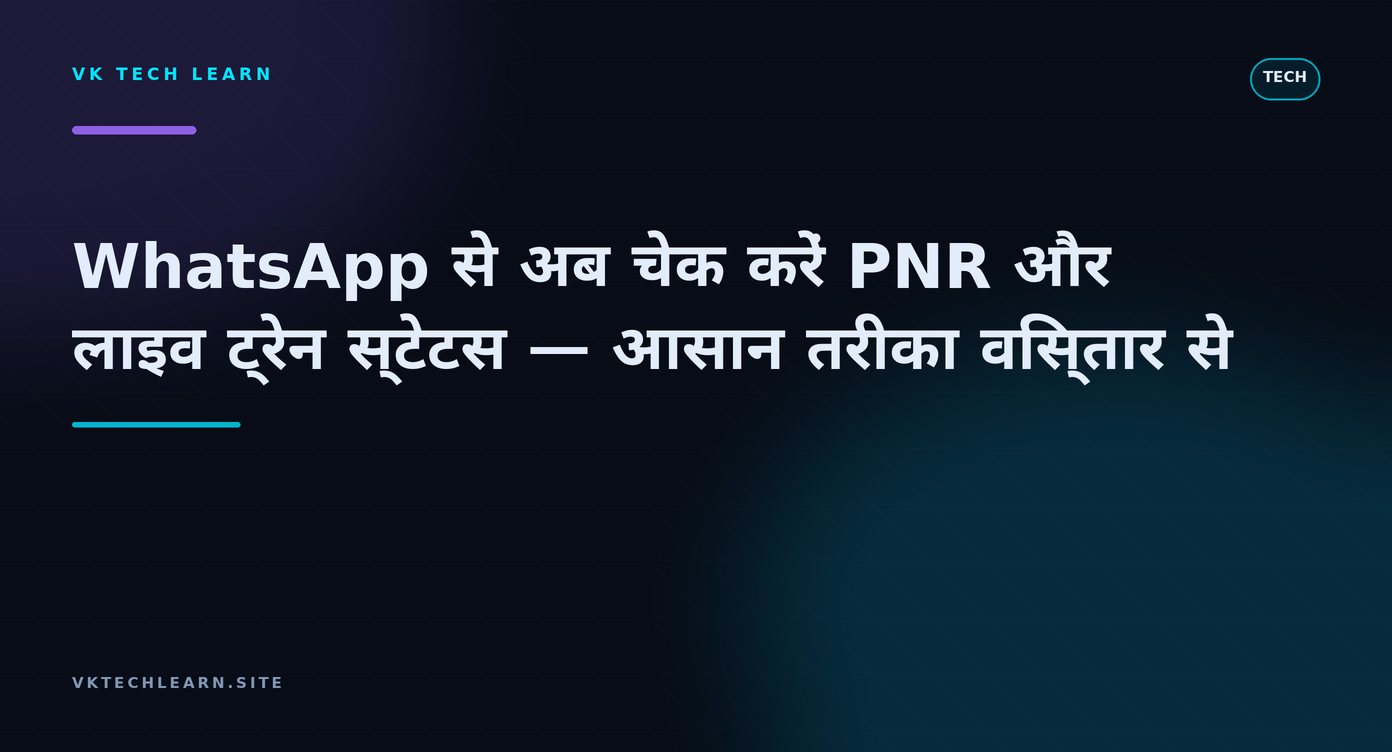 VK TECH LEARN
TECH
WhatsApp से अब चेक करें PNR और
लाइव ट्रेन स्टेटस — आसान तरीका विस्तार से
VKTECHLEARN.SITE